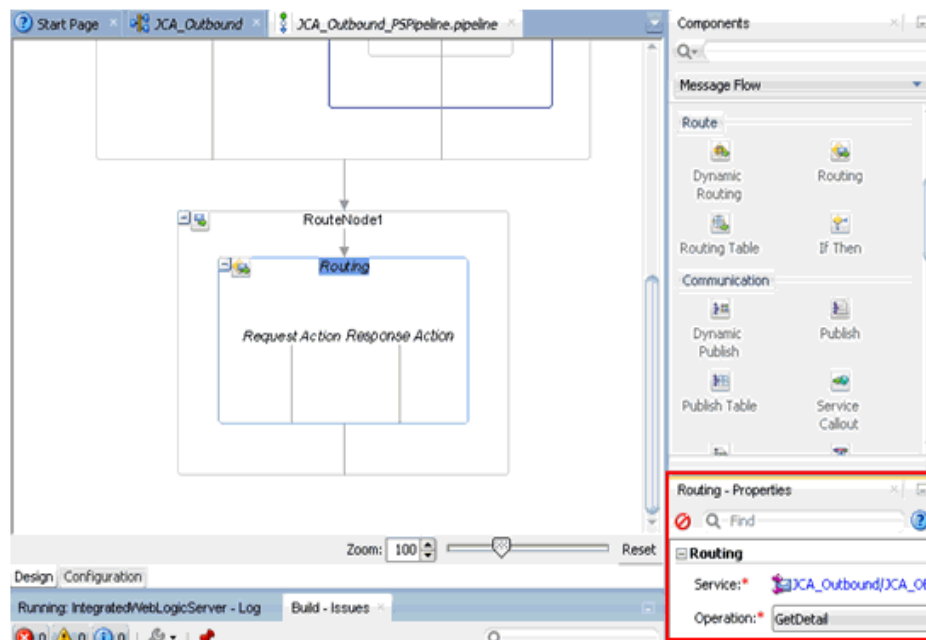 Start Page
JCA_Outbound
JCA_Outbound_PSPipeline.pipeline
RouteNode1
Routing
Request Action Response Action
Zoom: 100
Reset
Design Configuration
Running: IntegratedWebLogicServer - Log
Build - Issues
0 0 0
Components
Message Flow
Route
Dynamic Routing
Routing
Routing Table
If Then
Communication
Dynamic Publish
Publish
Publish Table
Service Callout
Routing - Properties
Find
Routing
Service:* JCA_Outbound/JCA_Ot
Operation:* GetDetail